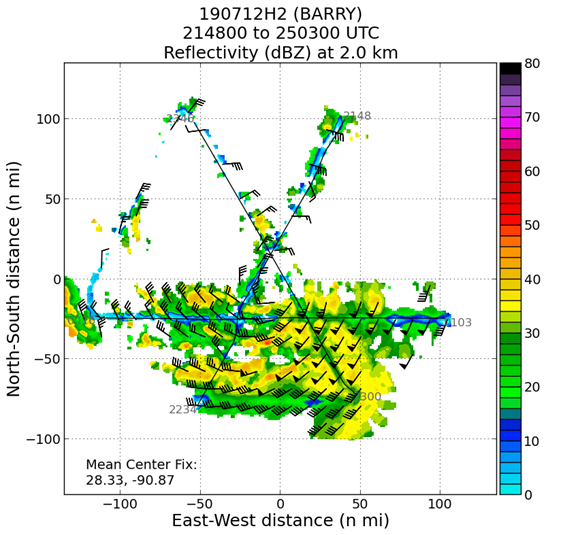 190712H2 (BARRY)
214800 to 250300 UTC
Reflectivity (dBZ) at 2.0 km
North-South distance (n mi)
100
50
0
−50
−100
2346
2148
2103
2234
300
Mean Center Fix:
28.33, -90.87
−100 −50 0 50 100
East-West distance (n mi)
80
70
60
50
40
30
20
10
0